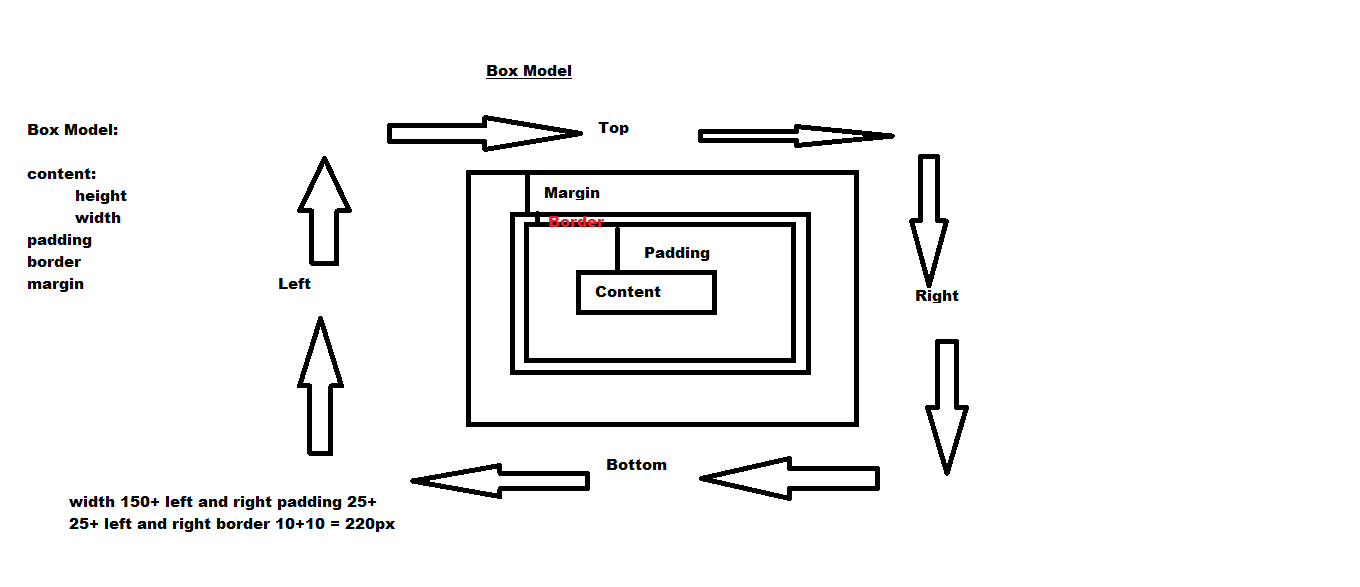 Box Model
Box Model:
Top
content:
height
Margin
width
Border
padding
Padding
border
margin
Left
Content
Right
Bottom
width 150+ left and right padding 25+
25+ left and right border 10+10 = 220px